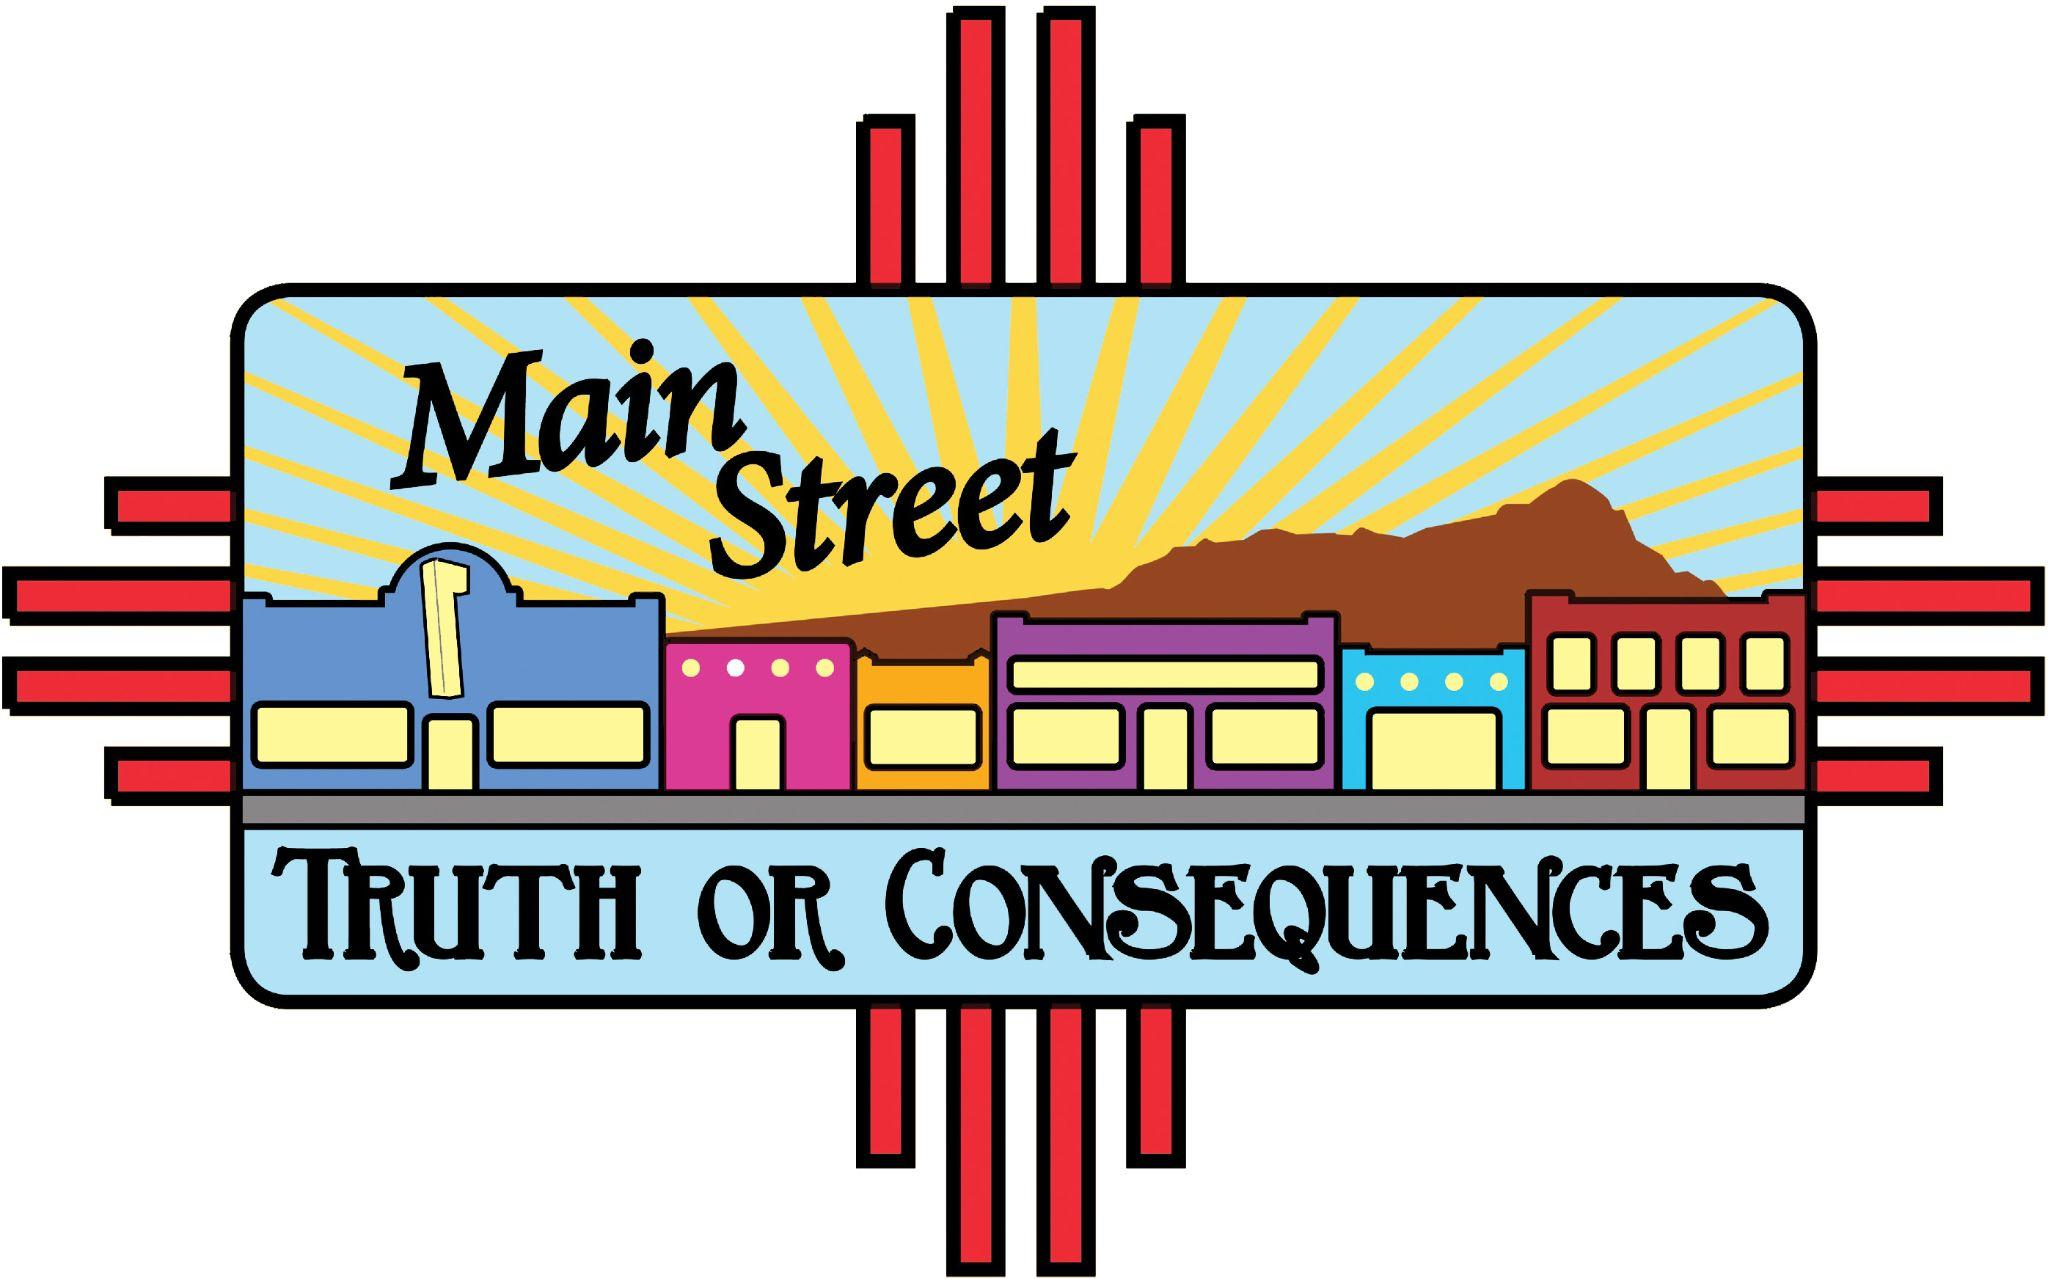 Main
Street
Truth or Consequences